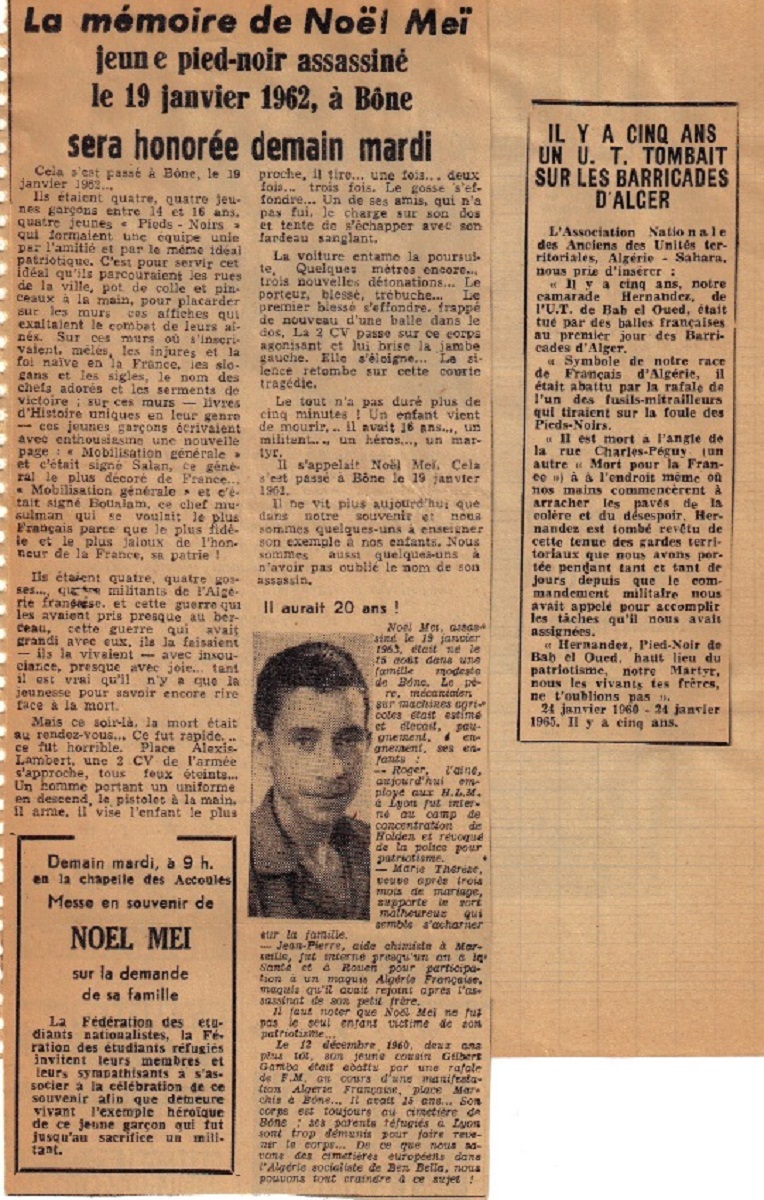 La mémoire de Noël Meï
jeune pied-noir assassiné
le 19 janvier 1962, à Bône
sera honorée demain mardi
Cela s'est passé à Bône, le 19
janvier 1962...
Ils étaient quatre, quatre jeu-
nes garçons entre 14 et 16 ans,
quatre jeunes « Pieds - Noirs »
qui formaient une équipe unie
par l'amitié et par le même idéal
patriotique. C'est pour servir cet
idéal qu'ils parcouraient les rues
de la ville, pot de colle et pin-
ceaux à la main, pour placarder
sur les murs ces affiches qui
exaltaient le combat de leurs aî-
nés. Sur ces murs où s'inscri-
vaient, mêlés, les injures et la
foi naïve en la France, les slo-
gans et les sigles, le nom des
chefs adorés et les serments de
victoire ; sur ces murs — livres
d'Histoire uniques en leur genre
— ces jeunes garçons écrivaient
avec enthousiasme une nouvelle
page : « Mobilisation générale »
et c'était signé Salan, ce géné-
ral le plus décoré de France...
« Mobilisation générale » et c'é-
tait signé Boualam, ce chef mu-
sulman qui se voulait le plus
Français parce que le plus fidè-
le et le plus jaloux de l'hon-
neur de la France, sa patrie !
Ils étaient quatre, quatre gos-
ses..., quatre militants de l'Algé-
rie française, et cette guerre qui
les avaient pris presque au ber-
ceau, cette guerre qui avait
grandi avec eux, ils la faisaient
— ils la vivaient — avec insou-
ciance, presque avec joie... tant
il est vrai qu'il n'y a que la
jeunesse pour savoir encore rire
face à la mort.
Mais ce soir-là, la mort était
au rendez-vous... Ce fut rapide...
ce fut horrible. Place Alexis-
Lambert, une 2 CV de l'armée
s'approche, tous feux éteints...
Un homme portant un uniforme
en descend, le pistolet à la main,
il arme, il vise l'enfant le plus
proche, il tire... une fois... deux
fois... trois fois. Le gosse s'ef-
fondre... Un de ses amis, qui n'a
pas fui, le charge sur son dos
et tente de s'échapper avec son
fardeau sanglant.
La voiture entame la poursui-
te, Quelques mètres encore...
trois nouvelles détonations... Le
porteur, blessé, trébuche... Le
premier blessé s'effondre, frappé
de nouveau d'une balle dans le
dos. La 2 CV passe sur ce corps
agonisant et lui brise la jambe
gauche. Elle s'éloigne... La si-
lence retombe sur cette courte
tragédie.
Le tout n'a pas duré plus de
cinq minutes ! Un enfant vient
de mourir... il avait 16 ans..., un
militant..., un héros..., un mar-
tyr.
Il s'appelait Noël Meï. Cela
s'est passé à Bône le 19 janvier
1962.
Il ne vit plus aujourd'hui que
dans notre souvenir et nous
sommes quelques-uns à enseigner
son exemple à nos enfants. Nous
sommes aussi quelques-uns à
n'avoir pas oublié le nom de son
assassin.
Il aurait 20 ans !
Noël Meï, assas-
siné le 19 janvier
1962, était né le
15 août dans une
famille modeste
de Bône. Le pè-
re, mécanicien
sur machines agri-
coles était estimé
et élevait,
ses en-
fants :
— Roger, l'aîné,
aujourd'hui em-
ployé aux H.L.M.
à Lyon fut inter-
né au camp de
concentration de
Holden et révoqué
de la police pour
patriotisme.
— Marie Thérèse,
veuve après trois
mois de mariage,
supporte le sort
malheureux qui
semble s'acharner
sur la famille.
— Jean-Pierre, aide chimiste à Mar-
seille, fut interné presqu'un an à la
Santé et à Rouen pour participa-
tion à un maquis Algérie Française,
maquis qu'il avait rejoint après l'as-
sassinat de son petit frère.
Il faut noter que Noël Meï ne fut
pas le seul enfant victime de son
patriotisme...
Le 12 décembre 1960, deux ans
plus tôt, son jeune cousin Gilbert
Gamba était abattu par une rafale
de F.M. au cours d'une manifesta-
tion Algérie Française, place Mar-
chis à Bône... Il avait 15 ans... Son
corps est toujours au cimetière de
Bône ; ses parents réfugiés à Lyon
sont trop démunis pour faire reve-
nir le corps... De ce que nous sa-
vons des cimetières européens dans
l'Algérie socialiste de Ben Bella, nous
pouvons tout craindre à ce sujet !
Demain mardi, à 9 h.
en la chapelle des Accoules
Messe en souvenir de
NOEL MEI
sur la demande
de sa famille
La Fédération des étu-
diants nationalistes, la Fé-
ration des étudiants réfugiés
invitent leurs membres et
leurs sympathisants à s'as-
socier à la célébration de ce
souvenir afin que demeure
vivant l'exemple héroïque
de ce jeune garçon qui fut
jusqu'au sacrifice un mili-
tant.
IL Y A CINQ ANS
UN U. T. TOMBAIT
SUR LES BARRICADES
D'ALGER
L'Association Nationale
des Anciens des Unités ter-
ritoriales, Algérie - Sahara,
nous prie d'insérer :
« Il y a cinq ans, notre
camarade Hernandez, de
l'U.T. de Bab el Oued, était
tué par des balles françaises
au premier jour des Barri-
cades d'Alger.
« Symbole de notre race
de Français d'Algérie, il
était abattu par la rafale de
l'un des fusils-mitrailleurs
qui tiraient sur la foule des
Pieds-Noirs.
« Il est mort à l'angle de
la rue Charles-Péguy (un
autre « Mort pour la Fran-
ce ») à à l'endroit même où
nos mains commencèrent à
arracher les pavés de la
colère et du désespoir. Her-
nandez est tombé revêtu de
cette tenue des gardes terri-
toriaux que nous avons por-
tée pendant tant et tant de
jours depuis que le com-
mandement militaire nous
avait appelé pour accomplir
les tâches qu'il nous avait
assignées.
« Hernandez, Pied-Noir de
Bab el Oued, haut lieu du
patriotisme, notre Martyr,
nous les vivants tes frères,
ne t'oublions pas ».
24 janvier 1960 - 24 janvier
1965. Il y a cinq ans.